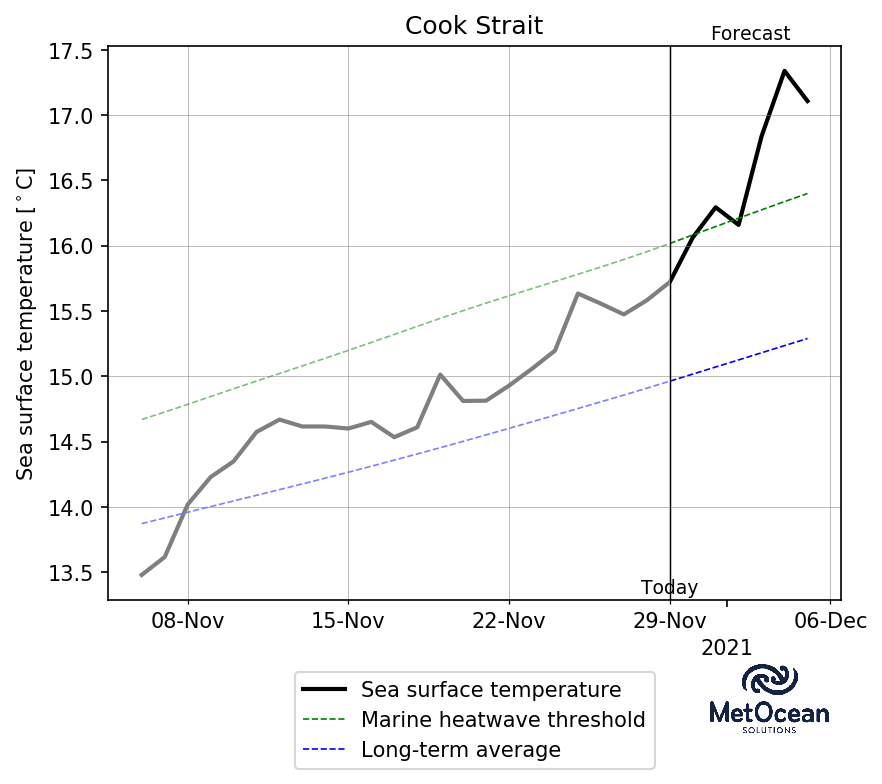 Cook Strait
Forecast
17.5
17.0
16.5
16.0
15.5
15.0
14.5
14.0
13.5
Sea surface temperature [°C]
Today
08-Nov 15-Nov 22-Nov 29-Nov 06-Dec
2021
Sea surface temperature
Marine heatwave threshold
Long-term average
MetOcean
SOLUTIONS